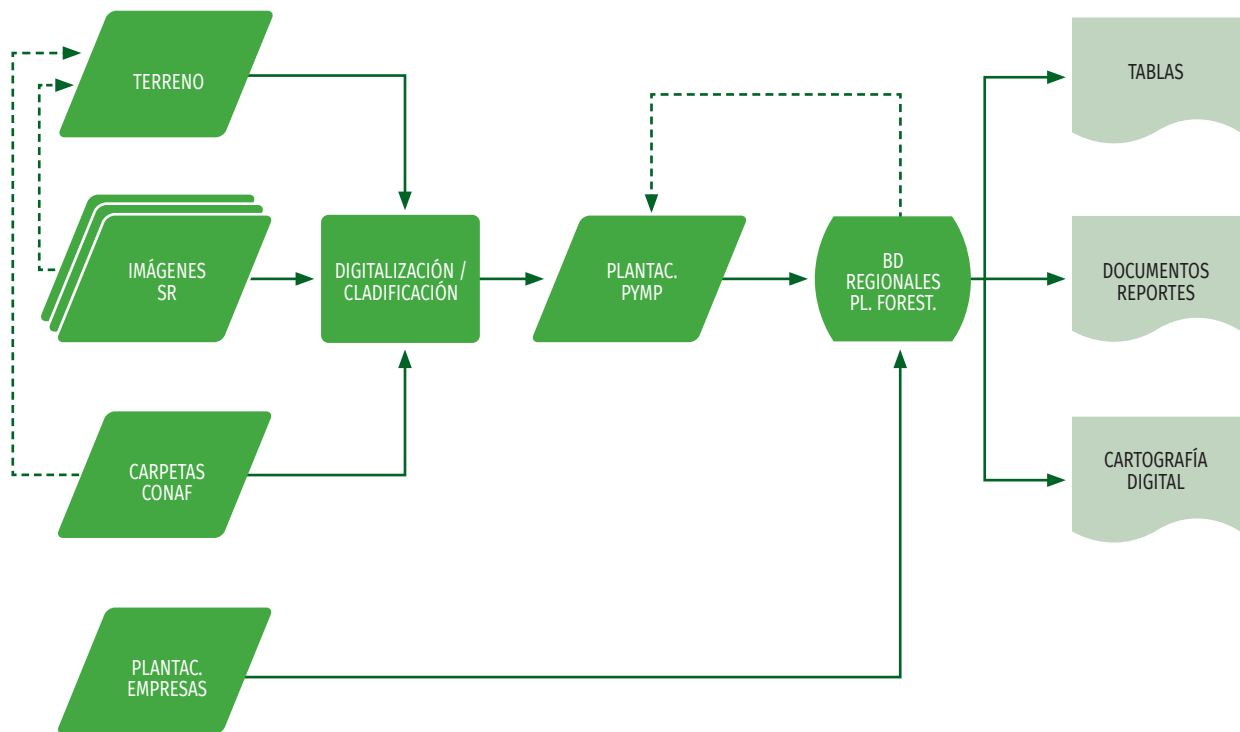 TERRENO
TABLAS
IMÁGENES
SR
DIGITALIZACIÓN /
CLADIFICACIÓN
PLANTAC.
PYMP
BD
REGIONALES
PL. FOREST.
DOCUMENTOS
REPORTES
CARPETAS
CONAF
CARTOGRAFÍA
DIGITAL
PLANTAC.
EMPRESAS